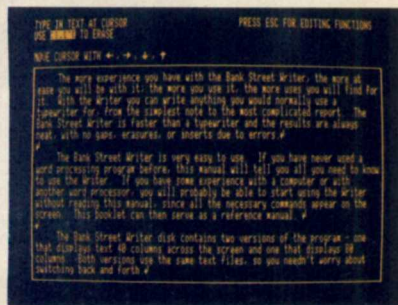 TYPE IN TEXT AT CURSOR PRESS ESC FOR EDITING FUNCTIONS
USE TO ERASE
MOVE CURSOR WITH ←, →, ↓, ↑
The more experience you have with the Bank Street Writer, the more at
ease you will be with it; the more you use it, the more uses you will find for
it. With the Writer you can write anything you would normally use a
typewriter for, from the simplest note to the most complicated report. The
Bank Street Writer is faster than a typewriter, and the results are always
neat, with no gaps, erasures, or inserts due to errors.
The Bank Street Writer is very easy to use. If you have never used a
word processing program before, this manual will tell you all you need to know
to use the Writer. If you have some experience with a computer or with
another word processor, you will probably be able to start using the Writer
without reading this manual, since all the necessary commands appear on the
screen. This booklet can then serve as a reference manual.
The Bank Street Writer disk contains two versions of the program - one
that displays text 40 columns across the screen and one that displays 80
columns. Both versions use the same text files, so you needn't worry about
switching back and forth.